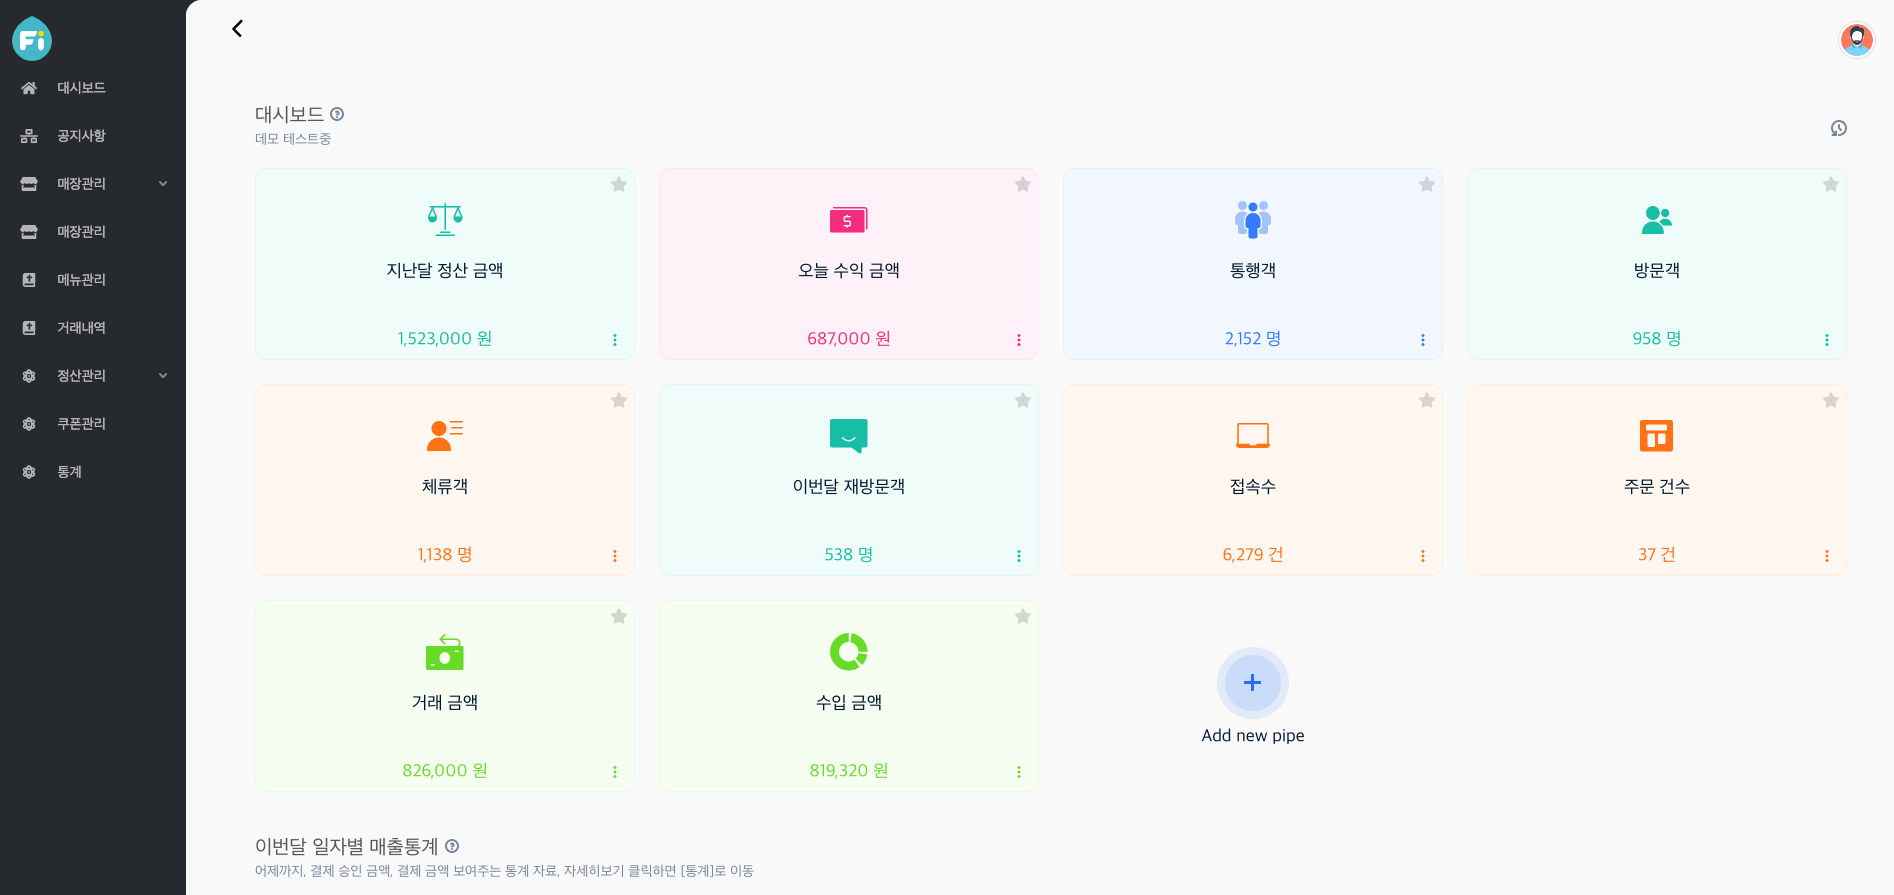 Fi
대시보드
공지사항
매장관리
매장관리
메뉴관리
거래내역
정산관리
쿠폰관리
통계
대시보드
데모 테스트중
지난달 정산 금액
1,523,000 원
오늘 수익 금액
687,000 원
통행객
2,152 명
방문객
958 명
체류객
1,138 명
이번달 재방문객
538 명
접속수
6,279 건
주문 건수
37 건
거래 금액
826,000 원
수입 금액
819,320 원
Add new pipe
이번달 일자별 매출통계
어제까지, 결제 승인 금액, 결제 금액 보여주는 통계 자료, 자세히보기 클릭하면 [통계]로 이동